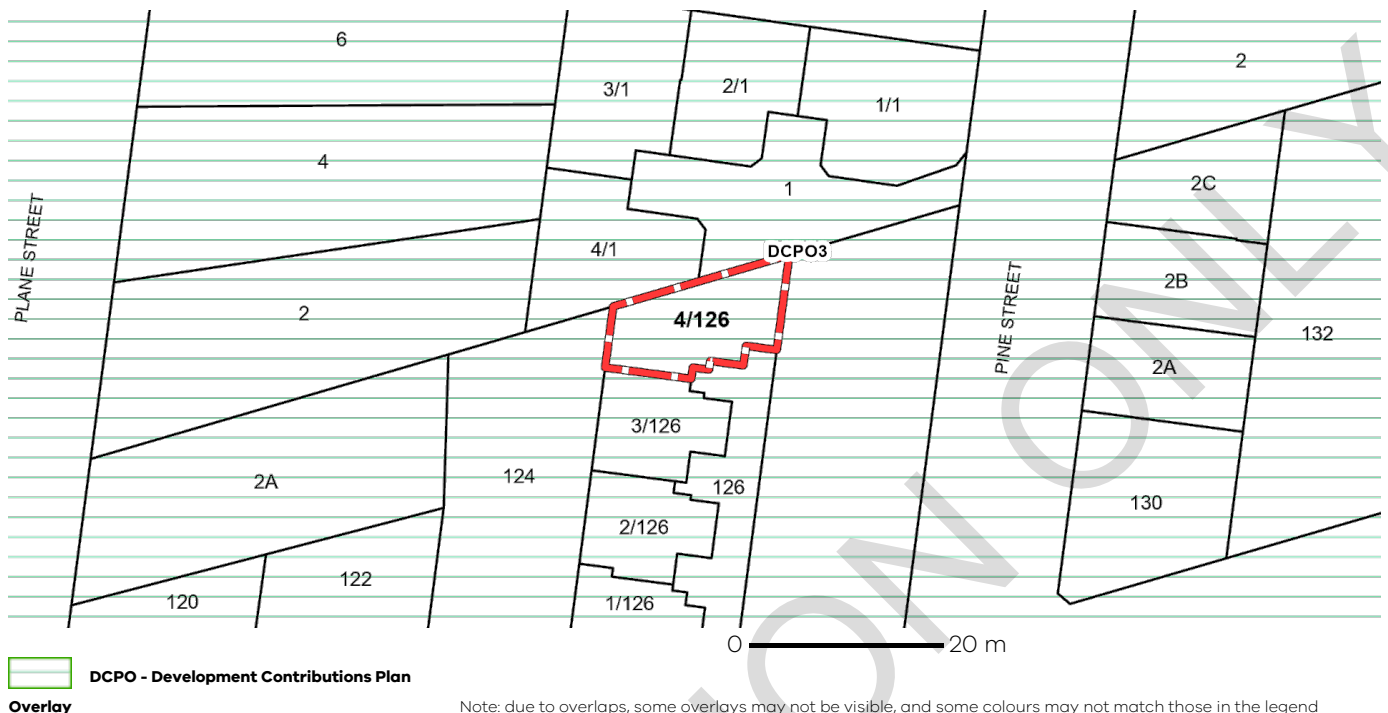 6
2
3/1
2/1
1/1
4
2C
1
PLANE STREET
4/1
DCPO3
2B
2
4/126
PINE STREET
132
2A
3/126
2A
124
126
130
2/126
122
120
1/126
0 20 m
DCPO - Development Contributions Plan
Overlay
Note: due to overlaps, some overlays may not be visible, and some colours may not match those in the legend
ON ONLY